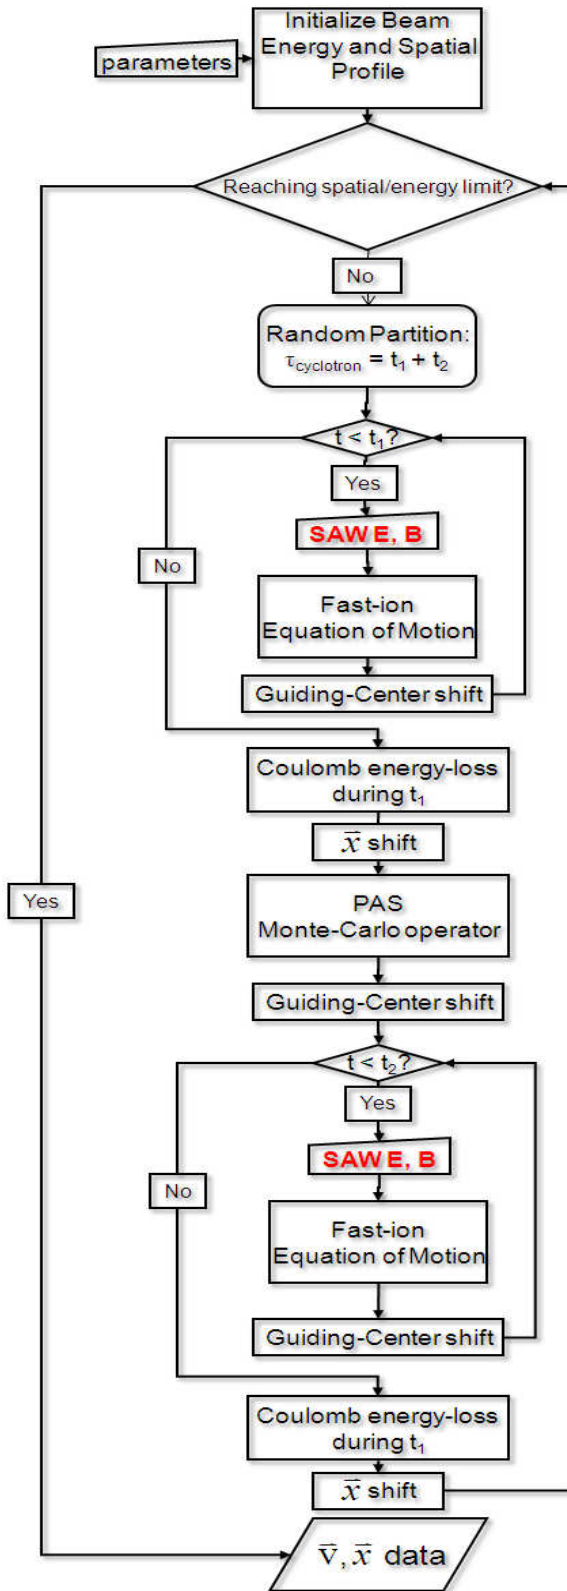 Initialize Beam
Energy and Spatial
Profile
parameters
Reaching spatial/energy limit?
No
Random Partition:
τcyclotron = t1 + t2
t < t1?
Yes
SAW E, B
No
Fast-ion
Equation of Motion
Guiding-Center shift
Coulomb energy-loss
during t1
x⃗ shift
Yes
PAS
Monte-Carlo operator
Guiding-Center shift
t < t2?
Yes
SAW E, B
No
Fast-ion
Equation of Motion
Guiding-Center shift
Coulomb energy-loss
during t1
x⃗ shift
v⃗, x⃗ data